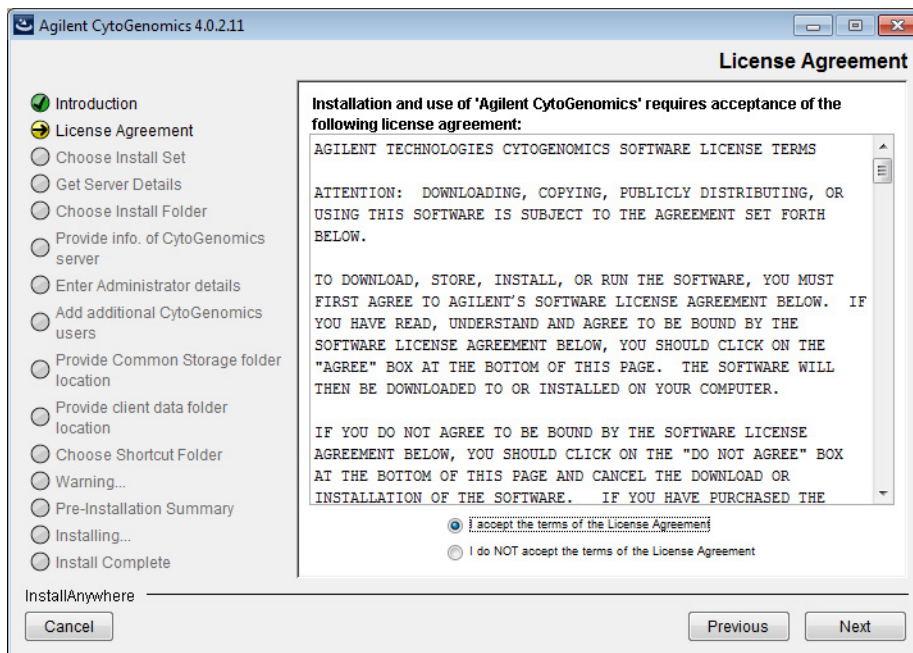 Agilent CytoGenomics 4.0.2.11
License Agreement
Introduction
License Agreement
Choose Install Set
Get Server Details
Choose Install Folder
Provide info. of CytoGenomics
server
Enter Administrator details
Add additional CytoGenomics
users
Provide Common Storage folder
location
Provide client data folder
location
Choose Shortcut Folder
Warning...
Pre-Installation Summary
Installing...
Install Complete
Installation and use of 'Agilent CytoGenomics' requires acceptance of the
following license agreement:
AGILENT TECHNOLOGIES CYTOGENOMICS SOFTWARE LICENSE TERMS
ATTENTION:  DOWNLOADING, COPYING, PUBLICLY DISTRIBUTING, OR
USING THIS SOFTWARE IS SUBJECT TO THE AGREEMENT SET FORTH
BELOW.
TO DOWNLOAD, STORE, INSTALL, OR RUN THE SOFTWARE, YOU MUST
FIRST AGREE TO AGILENT'S SOFTWARE LICENSE AGREEMENT BELOW.  IF
YOU HAVE READ, UNDERSTAND AND AGREE TO BE BOUND BY THE
SOFTWARE LICENSE AGREEMENT BELOW, YOU SHOULD CLICK ON THE
"AGREE" BOX AT THE BOTTOM OF THIS PAGE.  THE SOFTWARE WILL
THEN BE DOWNLOADED TO OR INSTALLED ON YOUR COMPUTER.
IF YOU DO NOT AGREE TO BE BOUND BY THE SOFTWARE LICENSE
AGREEMENT BELOW, YOU SHOULD CLICK ON THE "DO NOT AGREE" BOX
AT THE BOTTOM OF THIS PAGE AND CANCEL THE DOWNLOAD OR
INSTALLATION OF THE SOFTWARE.   IF YOU HAVE PURCHASED THE
I accept the terms of the License Agreement
I do NOT accept the terms of the License Agreement
InstallAnywhere
Cancel
Previous
Next